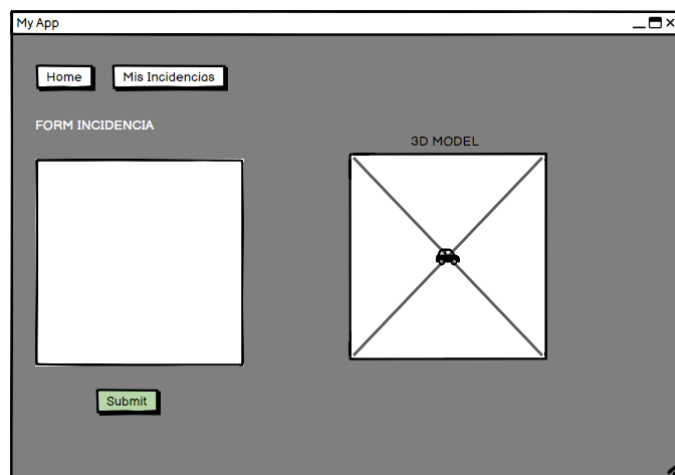 My App
Home
Mis Incidencias
FORM INCIDENCIA
3D MODEL
Submit